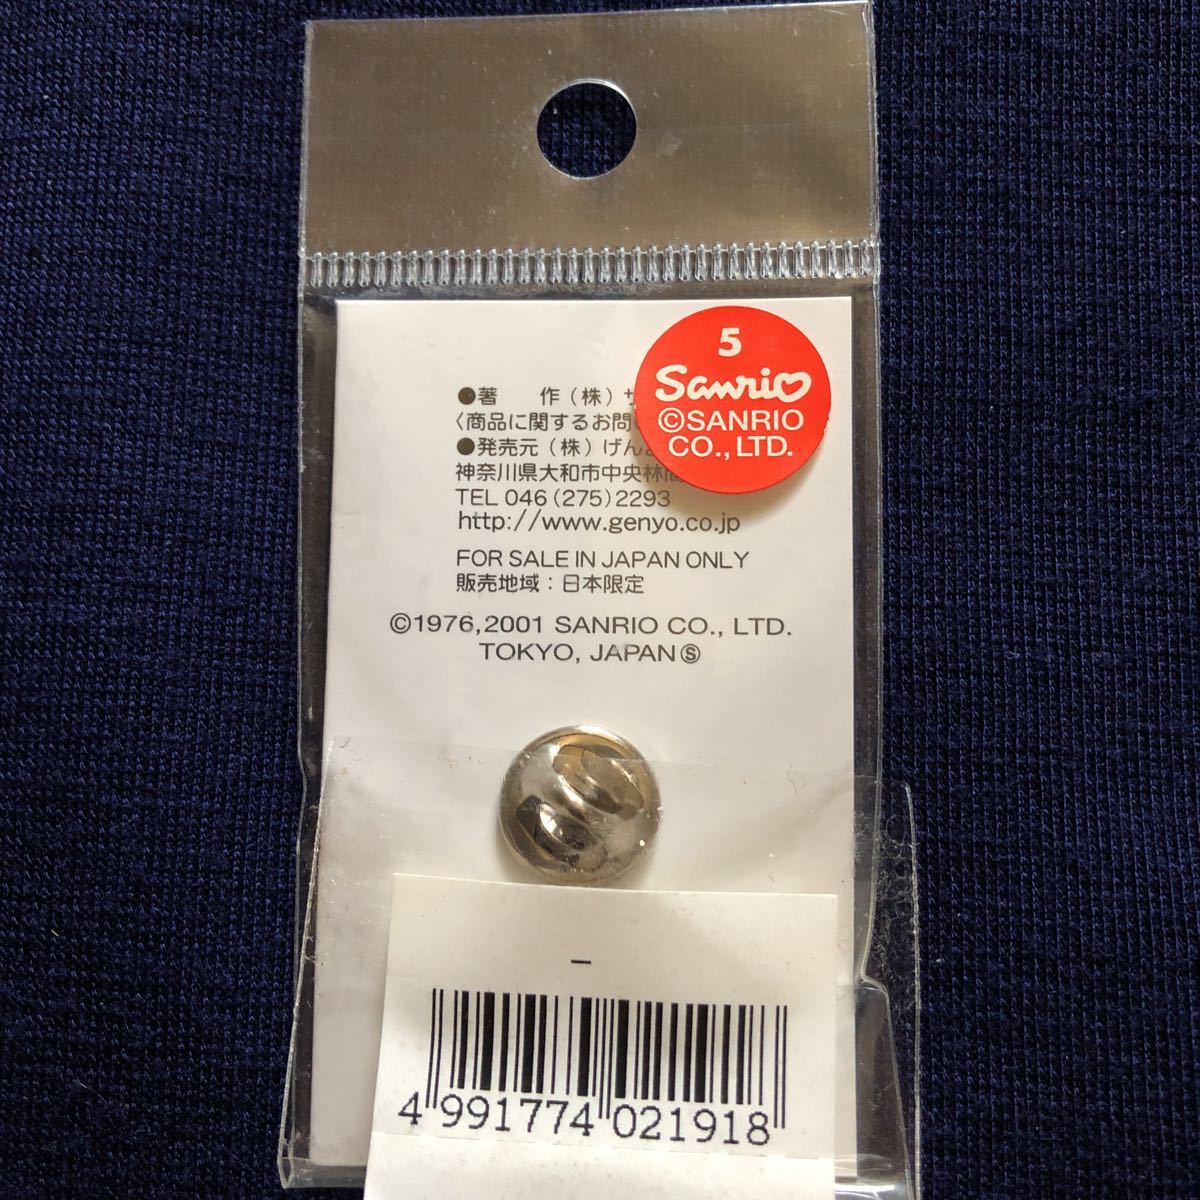 5
Sanrio
©SANRIO
CO., LTD.
●著　作（株）サ
〈商品に関するお問
●発売元（株）げん
神奈川県大和市中央林
TEL 046(275)2293
http://www.genyo.co.jp
FOR SALE IN JAPAN ONLY
販売地域：日本限定
©1976,2001 SANRIO CO., LTD.
TOKYO, JAPAN Ⓢ
–
4 991774 021918